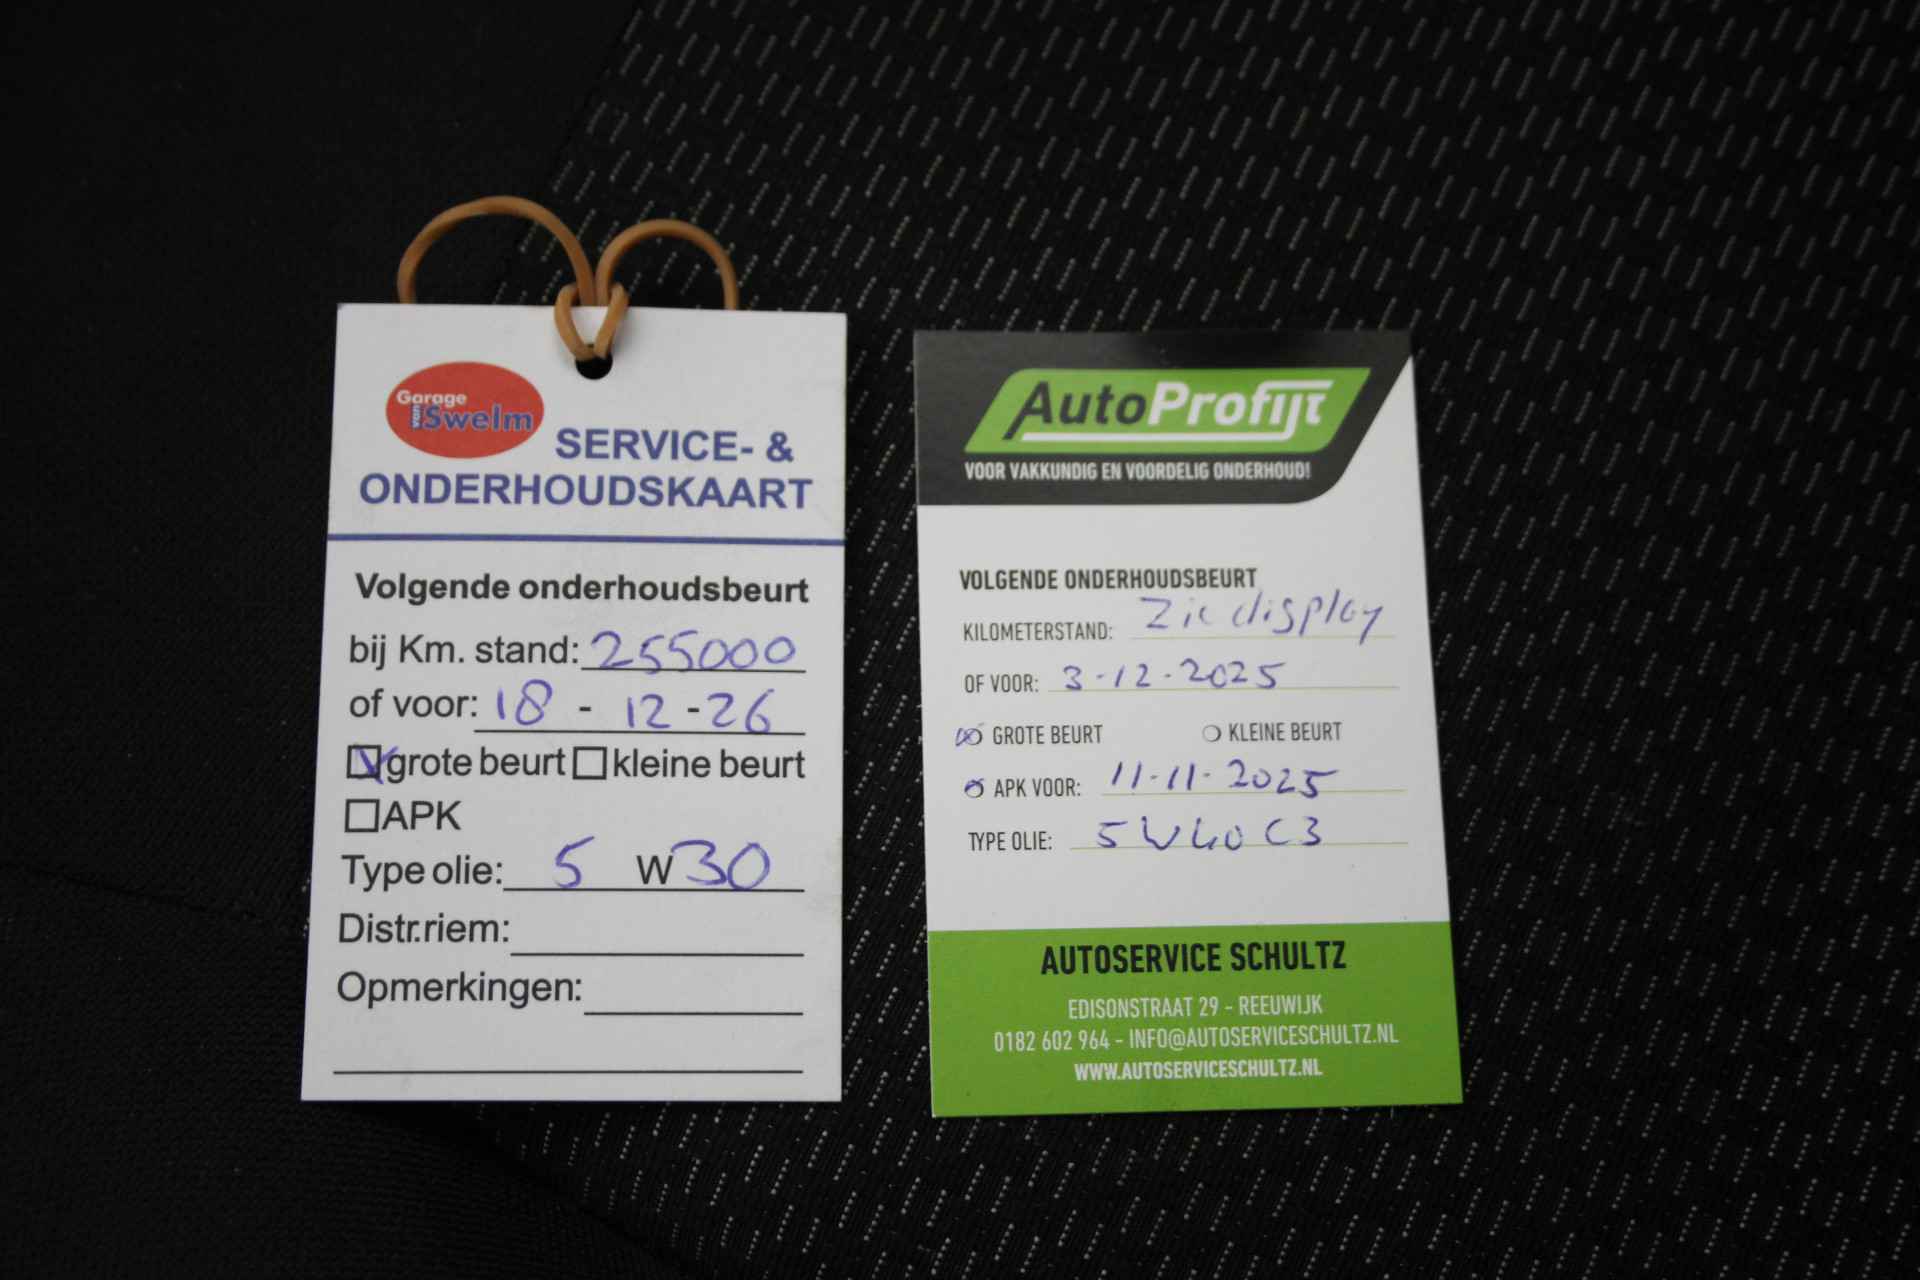 Garage
van Swelm
SERVICE- &
ONDERHOUDSKAART
Volgende onderhoudsbeurt
bij Km. stand: 255000
of voor: 18 - 12 - 26
grote beurt kleine beurt
APK
Type olie: 5 W 30
Distr.riem:
Opmerkingen:
AutoProfijt
VOOR VAKKUNDIG EN VOORDELIG ONDERHOUD!
VOLGENDE ONDERHOUDSBEURT
KILOMETERSTAND: Zie display
OF VOOR: 3-12-2025
GROTE BEURT KLEINE BEURT
APK VOOR: 11-11-2025
TYPE OLIE: 5W40 C3
AUTOSERVICE SCHULTZ
EDISONSTRAAT 29 - REEUWIJK
0182 602 964 - INFO@AUTOSERVICESCHULTZ.NL
WWW.AUTOSERVICESCHULTZ.NL